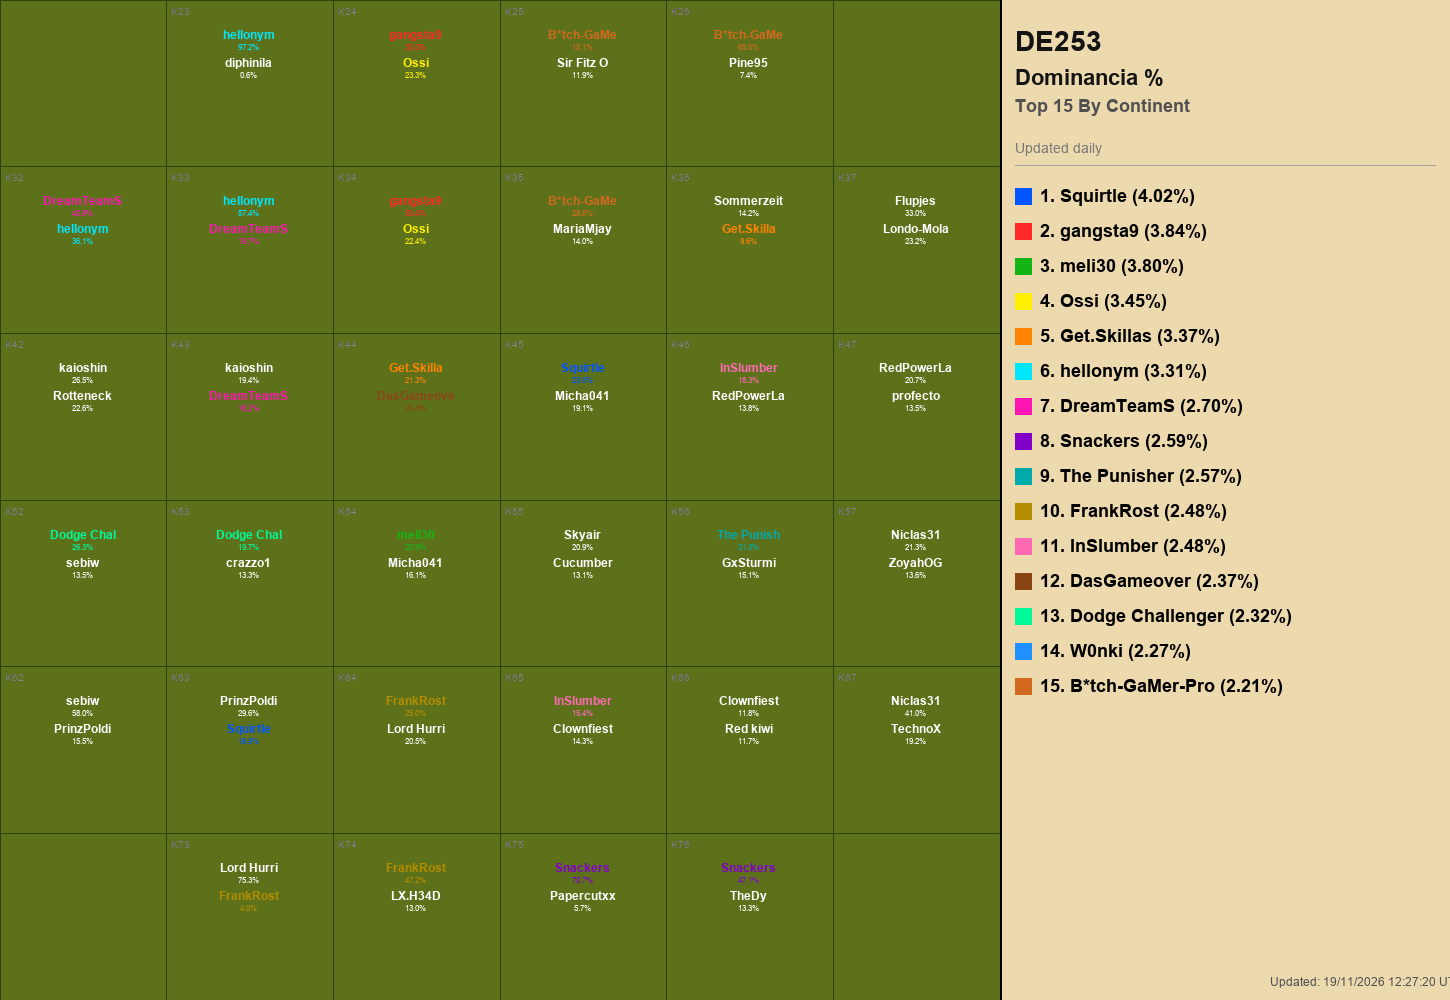 K23
hellonym
97.2%
diphinila
0.6%
K24
gangsta9
Ossi
23.3%
K25
B*tch-GaMe
15.1%
Sir Fitz O
11.9%
K26
B*tch-GaMe
65.0%
Pine95
7.4%
K32
DreamTeamS
hellonym
36.1%
K33
hellonym
57.4%
DreamTeamS
K34
gangsta9
Ossi
22.4%
K35
B*tch-GaMe
28.6%
MariaMjay
14.0%
K36
Sommerzeit
14.2%
Get.Skilla
9.6%
K37
Flupjes
33.0%
Londo-Mola
23.2%
K42
kaioshin
26.5%
Rotteneck
22.6%
K43
kaioshin
19.4%
DreamTeamS
K44
Get.Skilla
21.3%
DasGameove
K45
Squirtle
Micha041
19.1%
K46
InSlumber
18.3%
RedPowerLa
13.8%
K47
RedPowerLa
20.7%
profecto
13.5%
K52
Dodge Chal
26.3%
sebiw
13.5%
K53
Dodge Chal
19.7%
crazzo1
13.3%
K54
meli30
Micha041
16.1%
K55
Skyair
20.9%
Cucumber
13.1%
K56
The Punish
31.3%
GxSturmi
15.1%
K57
Niclas31
21.3%
ZoyahOG
13.6%
K62
sebiw
58.0%
PrinzPoldi
15.5%
K63
PrinzPoldi
29.6%
Squirtle
K64
FrankRost
25.0%
Lord Hurri
20.5%
K65
InSlumber
15.4%
Clownfiest
14.3%
K66
Clownfiest
11.8%
Red kiwi
11.7%
K67
Niclas31
41.0%
TechnoX
19.2%
K73
Lord Hurri
75.3%
FrankRost
4.0%
K74
FrankRost
47.2%
LX.H34D
13.0%
K75
Snackers
70.7%
Papercutxx
5.7%
K76
Snackers
47.1%
TheDy
13.3%
DE253
Dominancia %
Top 15 By Continent
Updated daily
1. Squirtle (4.02%)
2. gangsta9 (3.84%)
3. meli30 (3.80%)
4. Ossi (3.45%)
5. Get.Skillas (3.37%)
6. hellonym (3.31%)
7. DreamTeamS (2.70%)
8. Snackers (2.59%)
9. The Punisher (2.57%)
10. FrankRost (2.48%)
11. InSlumber (2.48%)
12. DasGameover (2.37%)
13. Dodge Challenger (2.32%)
14. W0nki (2.27%)
15. B*tch-GaMer-Pro (2.21%)
Updated: 19/11/2026 12:27:20